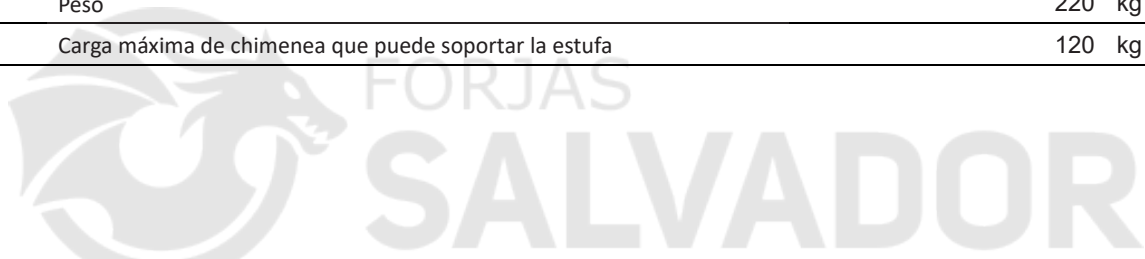 Peso 220 kg
Carga máxima de chimenea que puede soportar la estufa 120 kg
FORJAS
SALVADOR